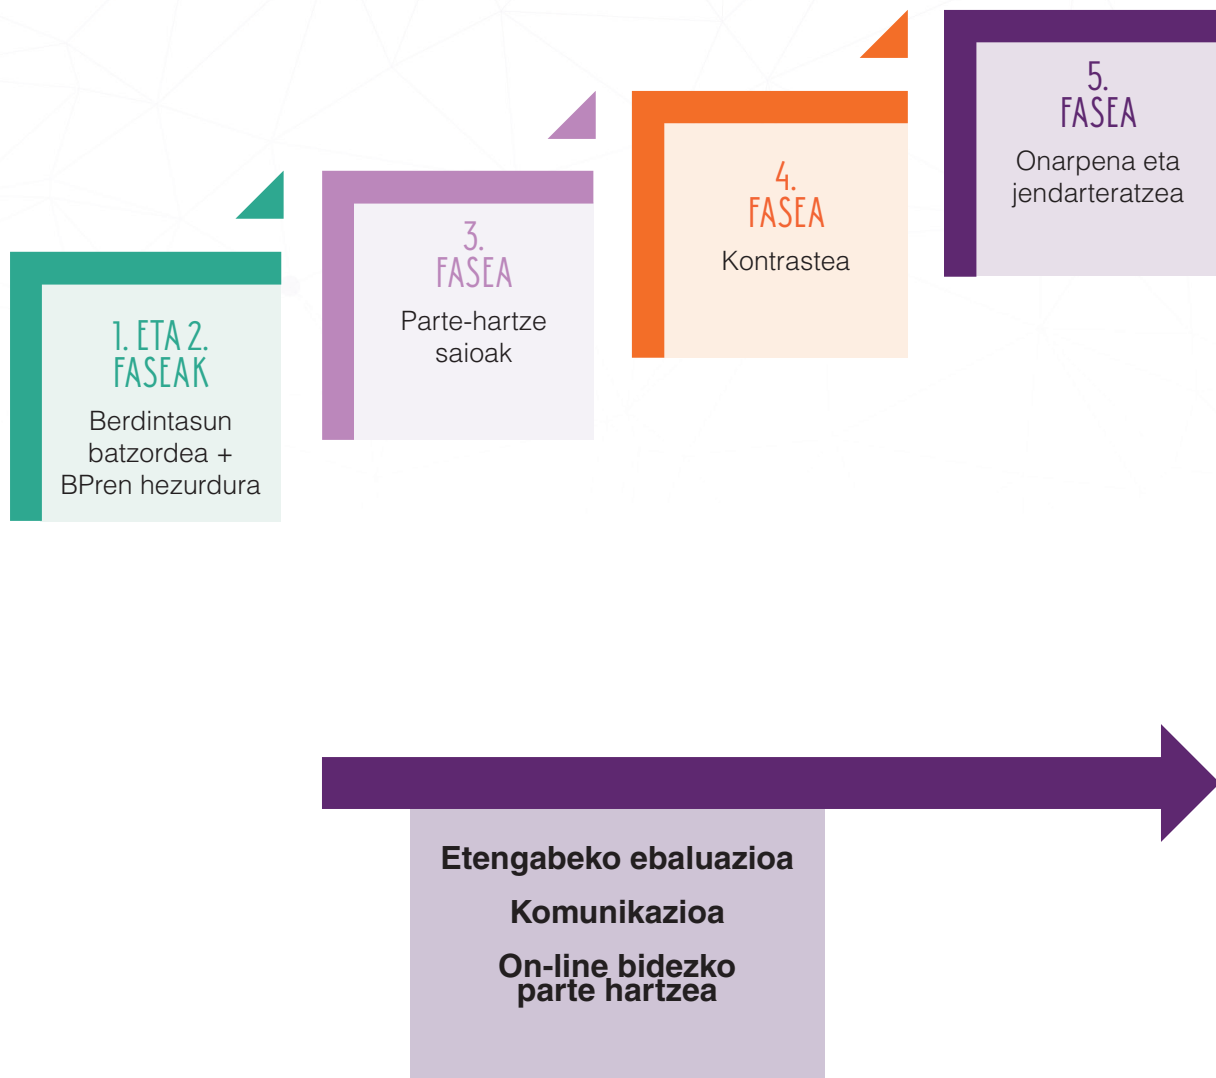 1. ETA 2.
FASEAK
Berdintasun
batzordea +
BPren hezurdura
3.
FASEA
Parte-hartze
saioak
4.
FASEA
Kontrastea
5.
FASEA
Onarpena eta
jendarteratzea
Etengabeko ebaluazioa
Komunikazioa
On-line bidezko
parte hartzea